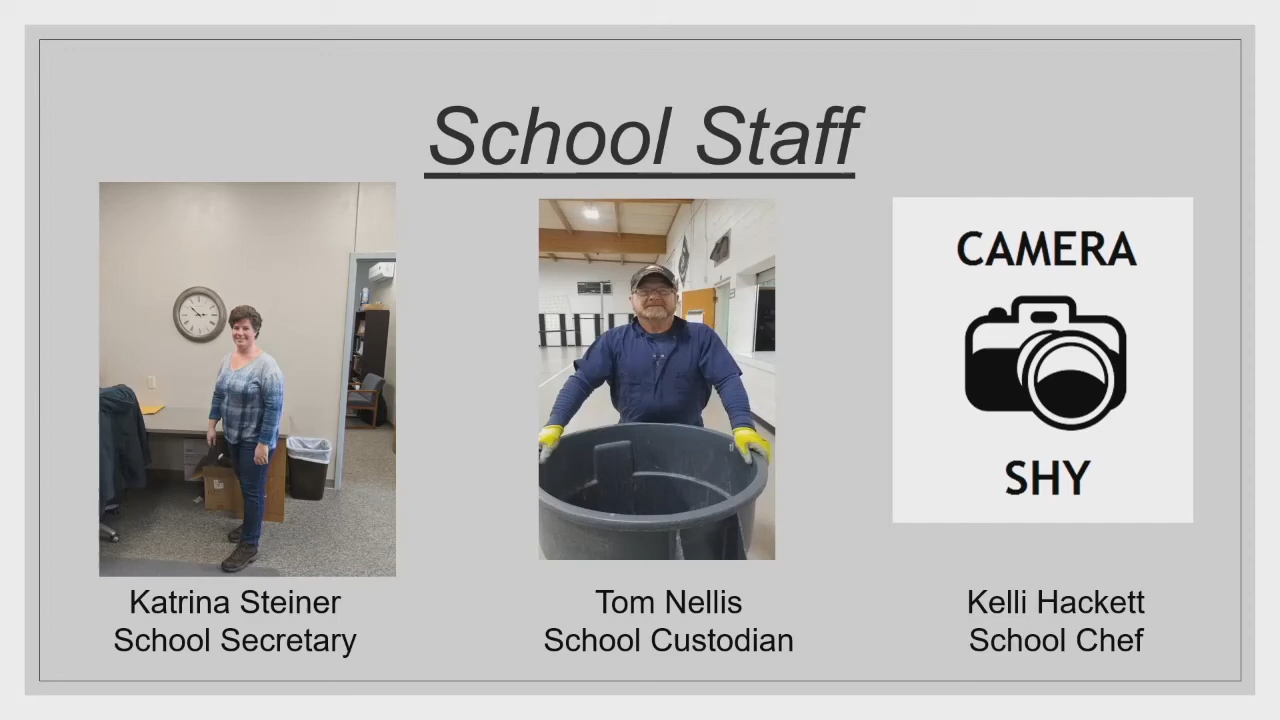 School Staff
CAMERA
SHY
Katrina Steiner
School Secretary
Tom Nellis
School Custodian
Kelli Hackett
School Chef